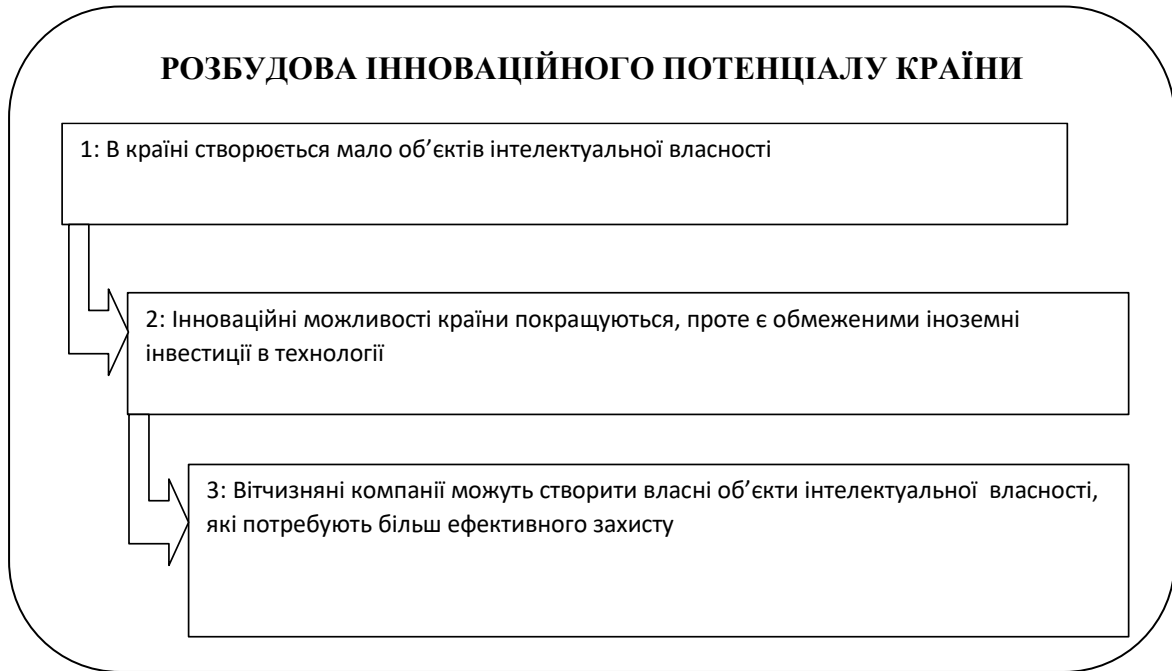 РОЗБУДОВА ІННОВАЦІЙНОГО ПОТЕНЦІАЛУ КРАЇНИ
1: В країні створюється мало об’єктів інтелектуальної власності
2: Інноваційні можливості країни покращуються, проте є обмеженими іноземні
інвестиції в технології
3: Вітчизняні компанії можуть створити власні об’єкти інтелектуальної власності,
які потребують більш ефективного захисту